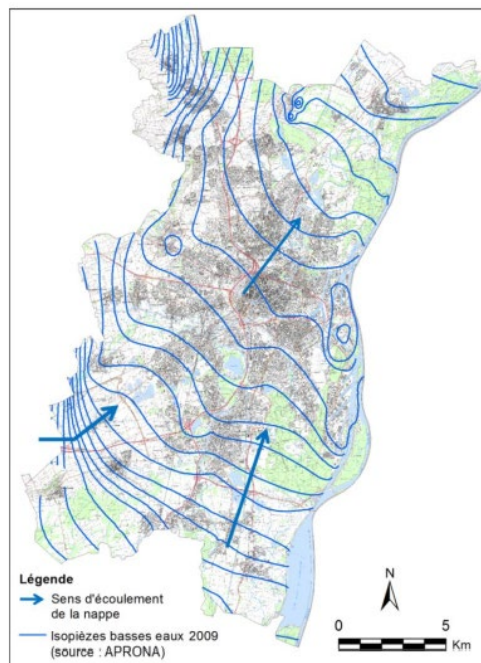 Légende
Sens d'écoulement
de la nappe
Isopièzes basses eaux 2009
(source : APRONA)
N
0 5
Km